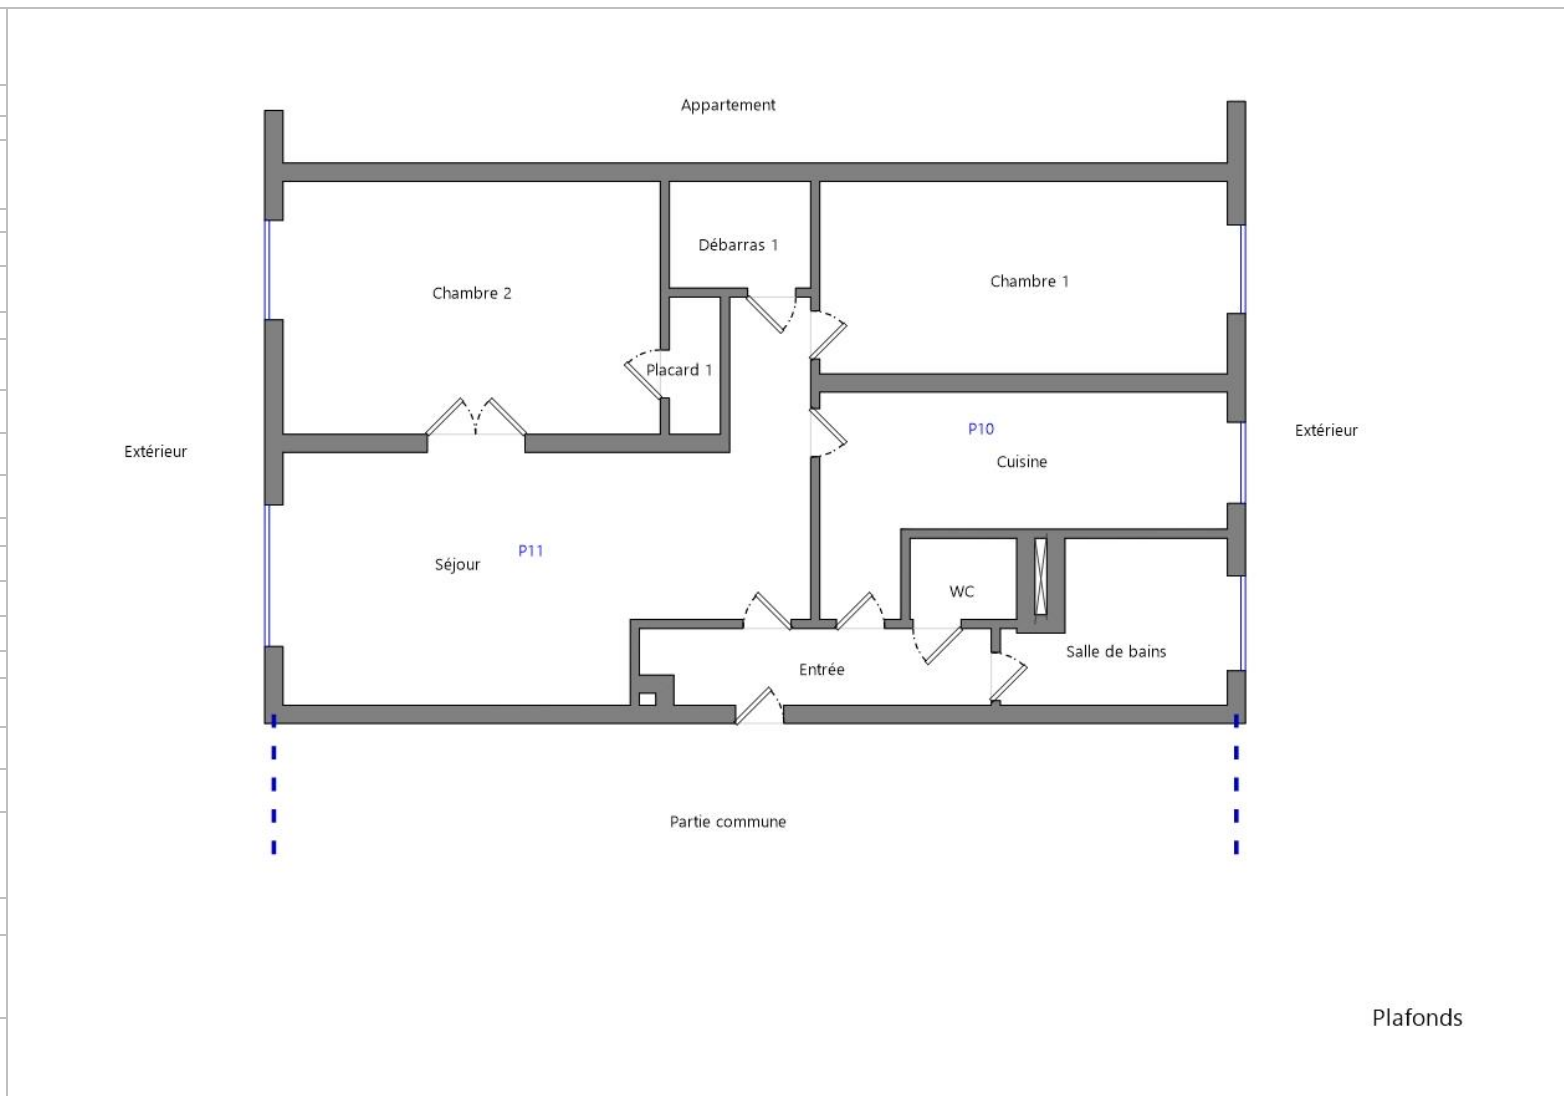 Appartement
Débarras 1
Chambre 1
Chambre 2
Placard 1
P10
Extérieur
Extérieur
Cuisine
P11
Séjour
WC
Salle de bains
Entrée
Partie commune
Plafonds